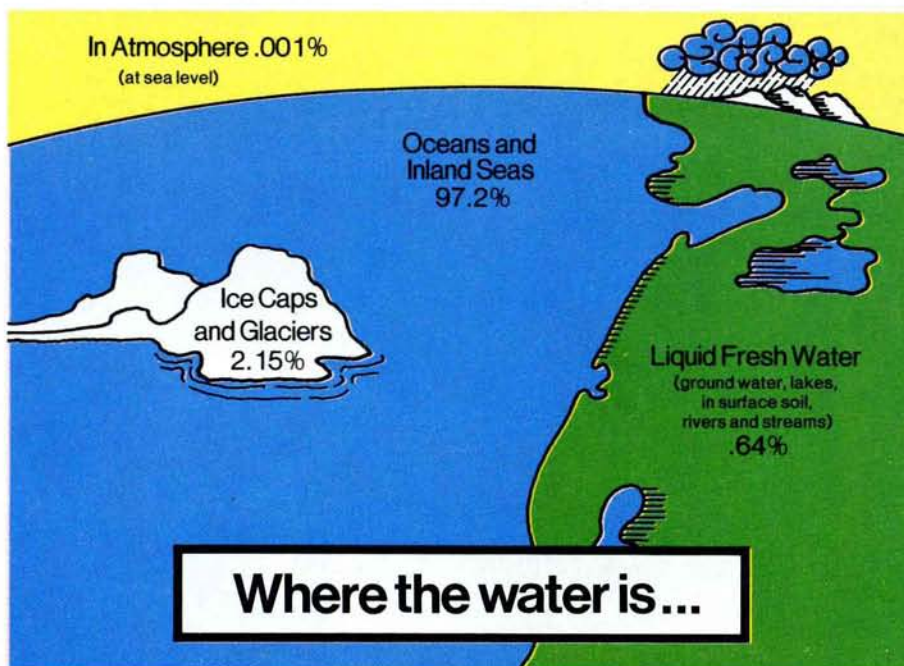 In Atmosphere .001%
(at sea level)
Oceans and
Inland Seas
97.2%
Ice Caps
and Glaciers
2.15%
Liquid Fresh Water
(ground water, lakes,
in surface soil,
rivers and streams)
.64%
Where the water is...